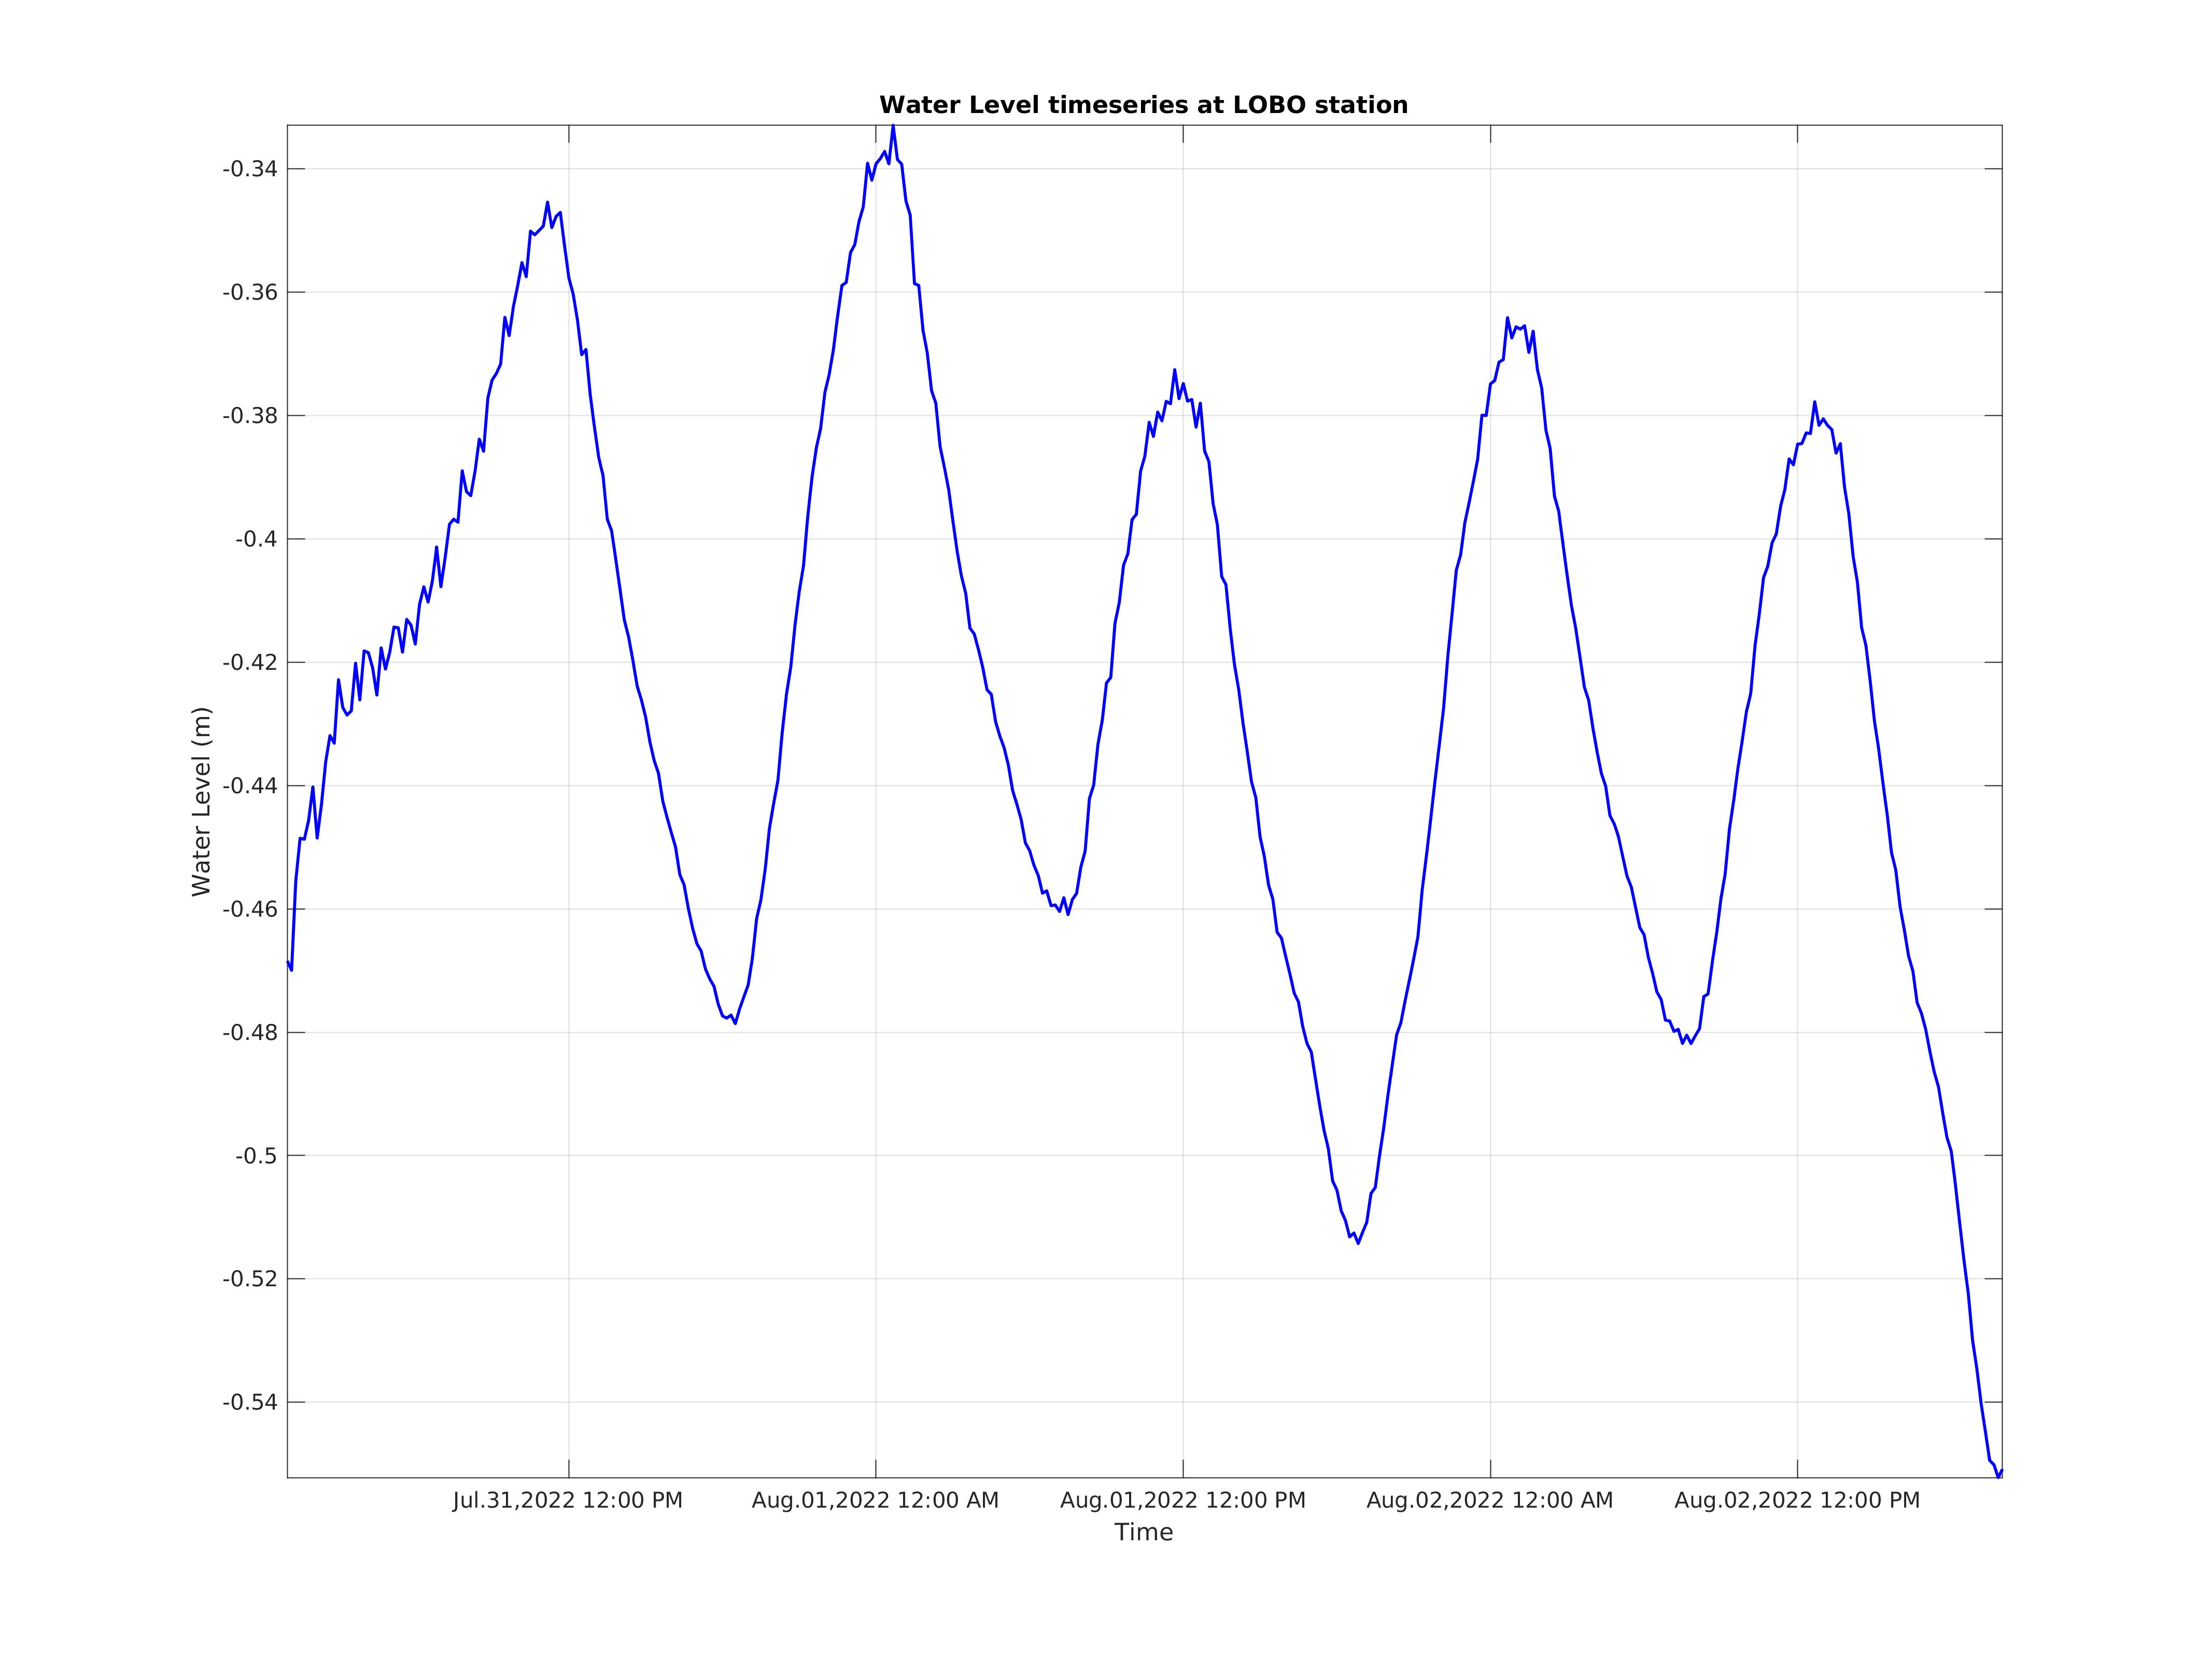 Water Level timeseries at LOBO station
-0.34
-0.36
-0.38
-0.4
-0.42
-0.44
-0.46
-0.48
-0.5
-0.52
-0.54
Water Level (m)
Jul.31,2022 12:00 PM Aug.01,2022 12:00 AM Aug.01,2022 12:00 PM Aug.02,2022 12:00 AM Aug.02,2022 12:00 PM
Time